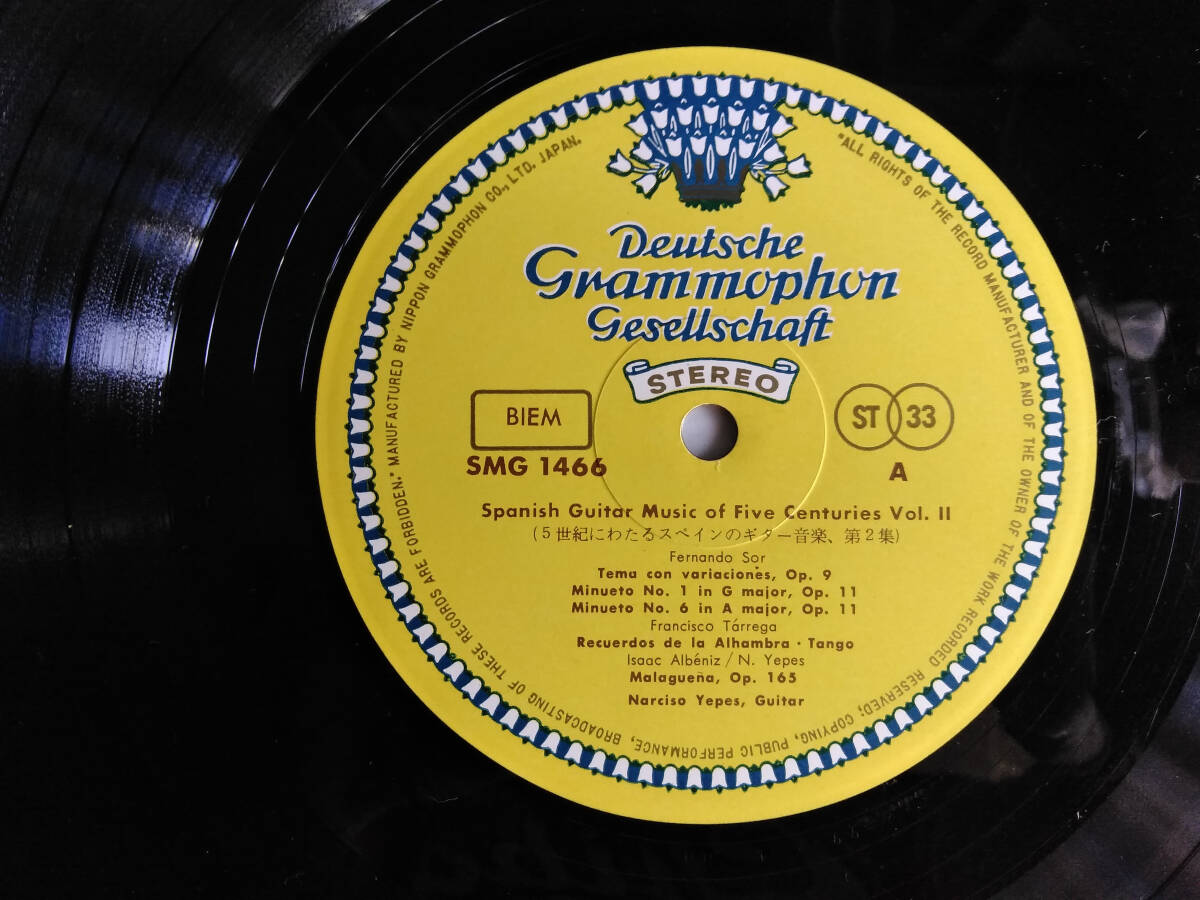 Deutsche
Grammophon
Gesellschaft
STEREO
BIEM
ST 33
SMG 1466
A
Spanish Guitar Music of Five Centuries Vol. II
(5世紀にわたるスペインのギター音楽、第2集)
Fernando Sor
Tema con variaciones, Op. 9
Minueto No. 1 in G major, Op. 11
Minueto No. 6 in A major, Op. 11
Francisco Tárrega
Recuerdos de la Alhambra · Tango
Isaac Albéniz / N. Yepes
Malagueña, Op. 165
Narciso Yepes, Guitar
"ALL RIGHTS OF THE RECORD MANUFACTURER AND OF THE OWNER OF THE WORK RECORDED RESERVED, COPYING, PUBLIC PERFORMANCE, BROADCASTING OF THESE RECORDS ARE FORBIDDEN." MANUFACTURED BY NIPPON GRAMMOPHON CO., LTD. JAPAN.